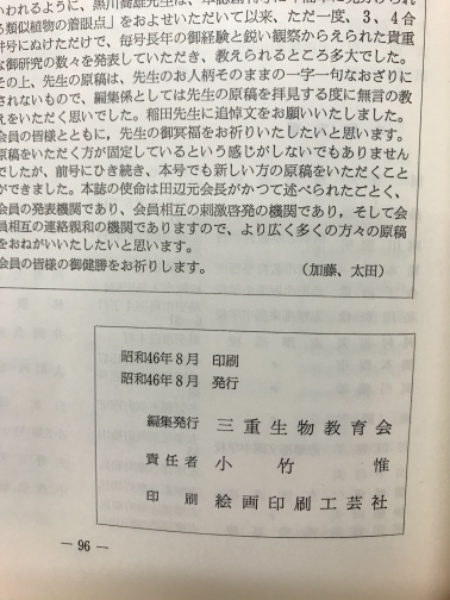 いわれるように、黒川喬雄先生は、本誌創刊号に
る類似植物の着眼点」をおよせいただいて以来、ただ一度、3、4合
併号にぬけただけで、毎号長年の御経験と鋭い観察からえられた貴重
な御研究の数々を発表していただき、教えられるところ多大でした。
その上、先生の原稿は、先生のお人柄そのままの一字一句なおざりに
されないもので、編集係としては先生の原稿を拝見する度に無言の教
えをいただく思いでした。稲田先生に追悼文をお願いいたしました。
会員の皆様とともに、先生の御冥福をお祈りいたしたいと思います。
原稿をいただく方が固定しているという感じがしないでもありません
でしたが、前号にひき続き、本号でも新しい方の原稿をいただくこと
ができました。本誌の使命は田辺元会長がかつて述べられたごとく、
会員の発表機関であり、会員相互の刺激啓発の機関であり、そして会
員相互の連絡親和の機関でありますので、より広く多くの方々の原稿
をおねがいいたしたいと思います。
会員の皆様の御健勝をお祈りします。 (加藤、太田)
昭和46年8月 印刷
昭和46年8月 発行
編集発行 三重生物教育会
責任者 小竹 惟
印刷 絵画印刷工芸社
— 96 —